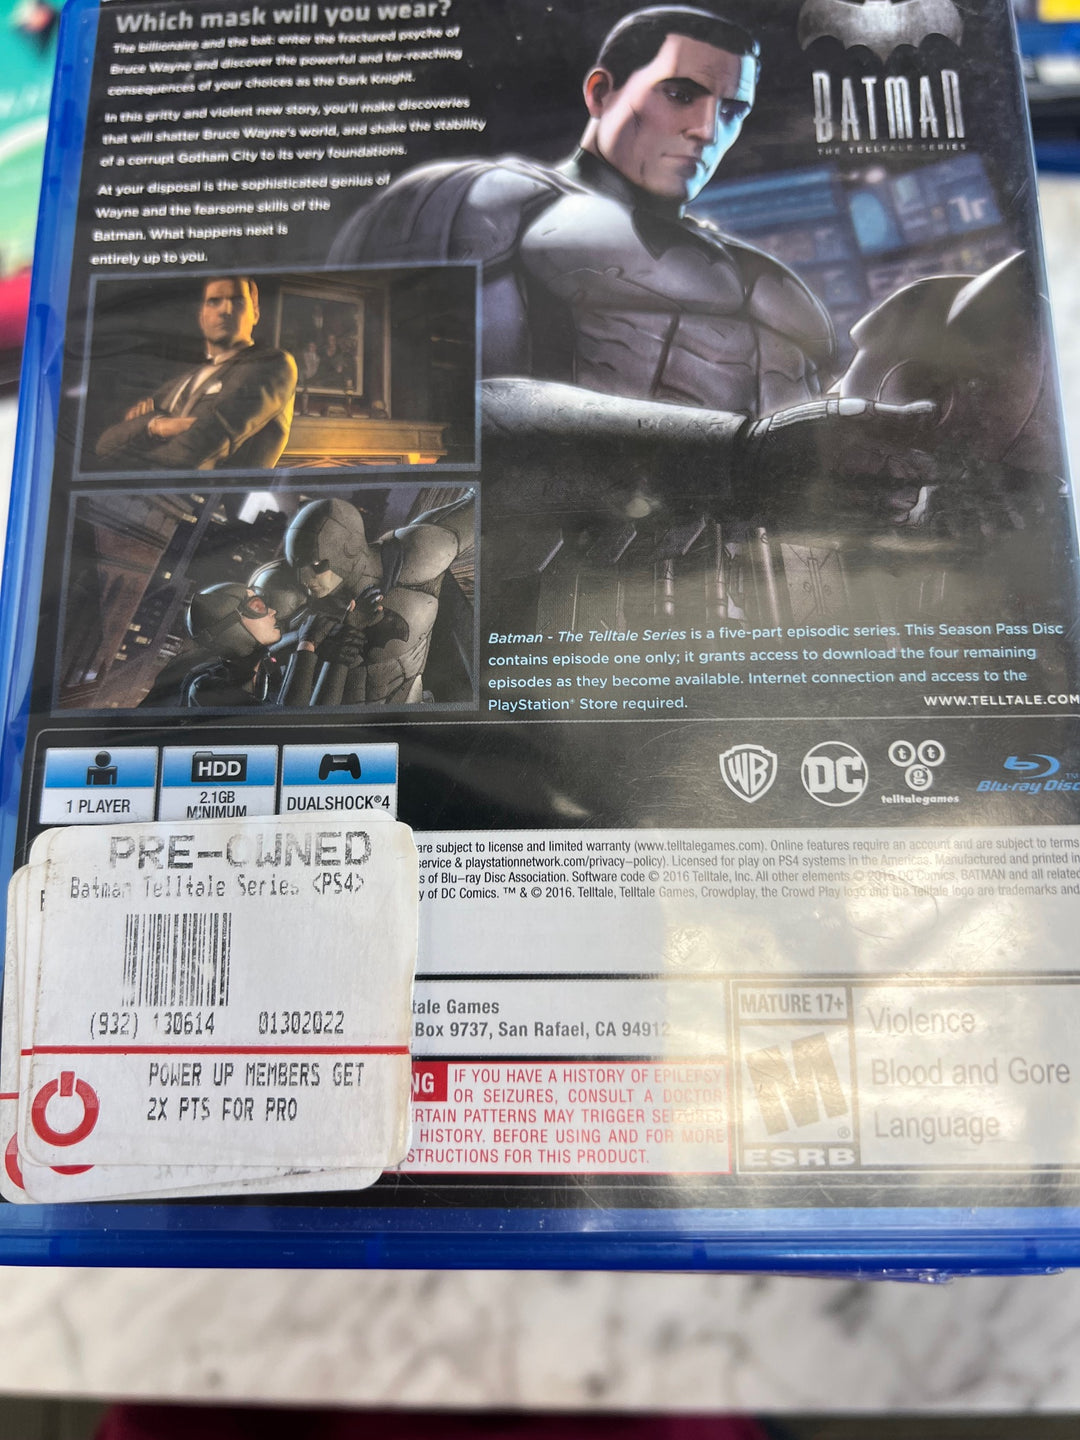 Which mask will you wear?
The billionaire and the bat: enter the fractured psyche of
Bruce Wayne and discover the powerful and far-reaching
consequences of your choices as the Dark Knight.
In this gritty and violent new story, you'll make discoveries
that will shatter Bruce Wayne's world, and shake the stability
of a corrupt Gotham City to its very foundations.
At your disposal is the sophisticated genius of
Wayne and the fearsome skills of the
Batman. What happens next is
entirely up to you.
BATMAN
THE TELLTALE SERIES
Batman - The Telltale Series is a five-part episodic series. This Season Pass Disc
contains episode one only; it grants access to download the four remaining
episodes as they become available. Internet connection and access to the
PlayStation® Store required.
WWW.TELLTALE.COM
1 PLAYER
HDD
2.1GB
MINIMUM
DUALSHOCK®4
WB
DC
ttg
telltalegames
Blu-ray Disc
TM
are subject to license and limited warranty (www.telltalegames.com). Online features require an account and are subject to terms
service & playstationnetwork.com/privacy-policy). Licensed for play on PS4 systems in the Americas. Manufactured and printed in
s of Blu-ray Disc Association. Software code © 2016 Telltale, Inc. All other elements © 2016 DC Comics, BATMAN and all related
y of DC Comics. ™ & © 2016. Telltale, Telltale Games, Crowdplay, the Crowd Play logo and the Telltale logo are trademarks and
PRE-OWNED
Batman Telltale Series <PS4>
(932) 130614 01302022
POWER UP MEMBERS GET
2X PTS FOR PRO
tale Games
Box 9737, San Rafael, CA 94912
NG IF YOU HAVE A HISTORY OF EPILEPSY
OR SEIZURES, CONSULT A DOCTOR
ERTAIN PATTERNS MAY TRIGGER SEIZURES
HISTORY. BEFORE USING AND FOR MORE
STRUCTIONS FOR THIS PRODUCT.
MATURE 17+
M
®
ESRB
Violence
Blood and Gore
Language